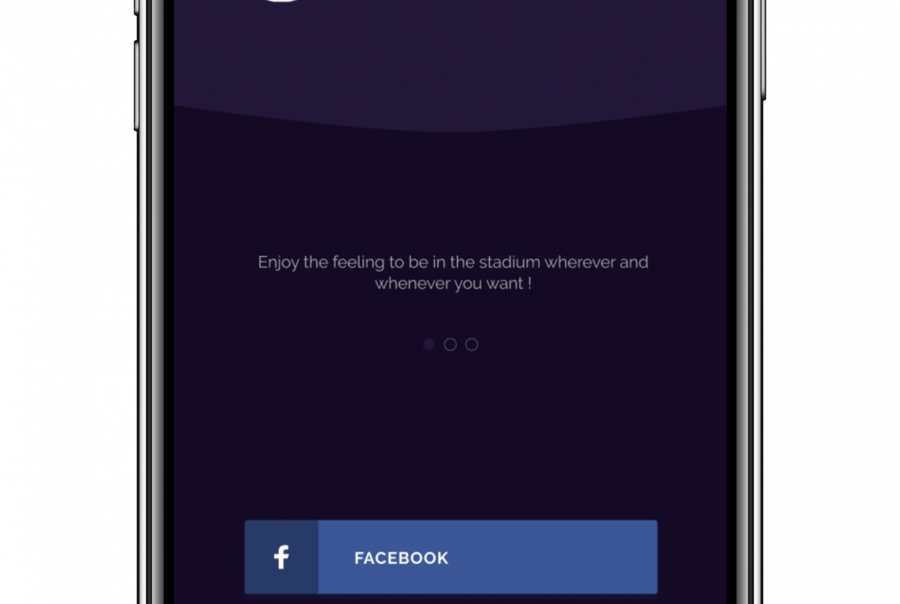 Enjoy the feeling to be in the stadium wherever and
whenever you want !
FACEBOOK